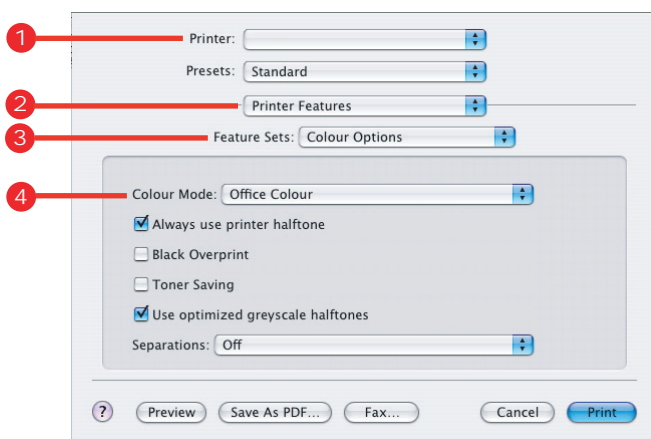 1 Printer:
Presets: Standard
2 Printer Features
3 Feature Sets: Colour Options
4 Colour Mode: Office Colour
Always use printer halftone
Black Overprint
Toner Saving
Use optimized greyscale halftones
Separations: Off
? Preview Save As PDF... Fax... Cancel Print